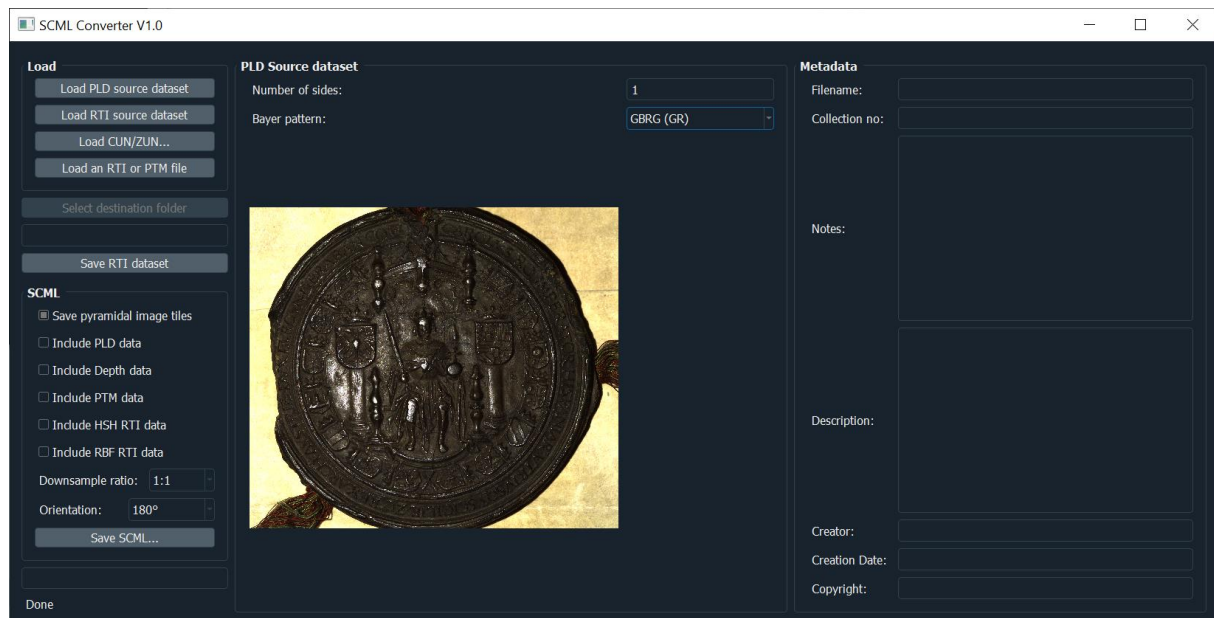 SCML Converter V1.0
Load
Load PLD source dataset
Load RTI source dataset
Load CUN/ZUN...
Load an RTI or PTM file
Select destination folder
Save RTI dataset
SCML
Save pyramidal image tiles
Include PLD data
Include Depth data
Include PTM data
Include HSH RTI data
Include RBF RTI data
Downsample ratio: 1:1
Orientation: 180°
Save SCML...
Done
PLD Source dataset
Number of sides: 1
Bayer pattern: GBRG (GR)
Metadata
Filename:
Collection no:
Notes:
Description:
Creator:
Creation Date:
Copyright: